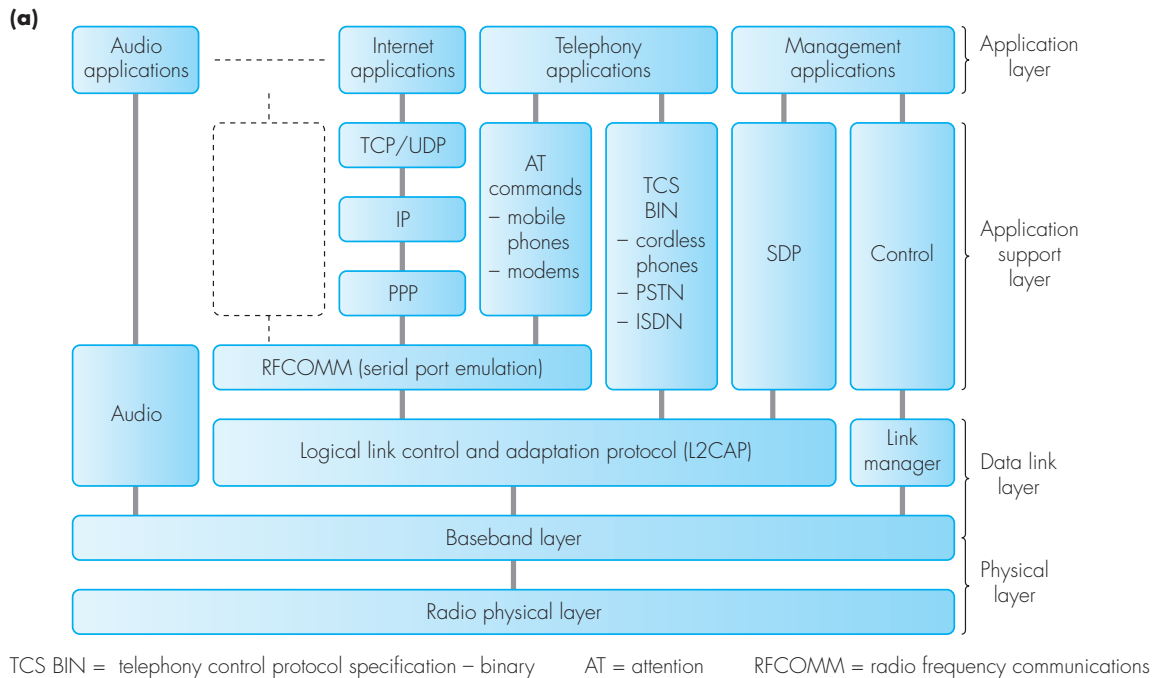 (a)
Audio
applications
Internet
applications
Telephony
applications
Management
applications
Application
layer
TCP/UDP
IP
PPP
AT
commands
– mobile
phones
– modems
TCS
BIN
– cordless
phones
– PSTN
– ISDN
SDP
Control
Application
support
layer
RFCOMM (serial port emulation)
Audio
Logical link control and adaptation protocol (L2CAP)
Link
manager
Data link
layer
Baseband layer
Radio physical layer
Physical
layer
TCS BIN = telephony control protocol specification – binary AT = attention RFCOMM = radio frequency communications